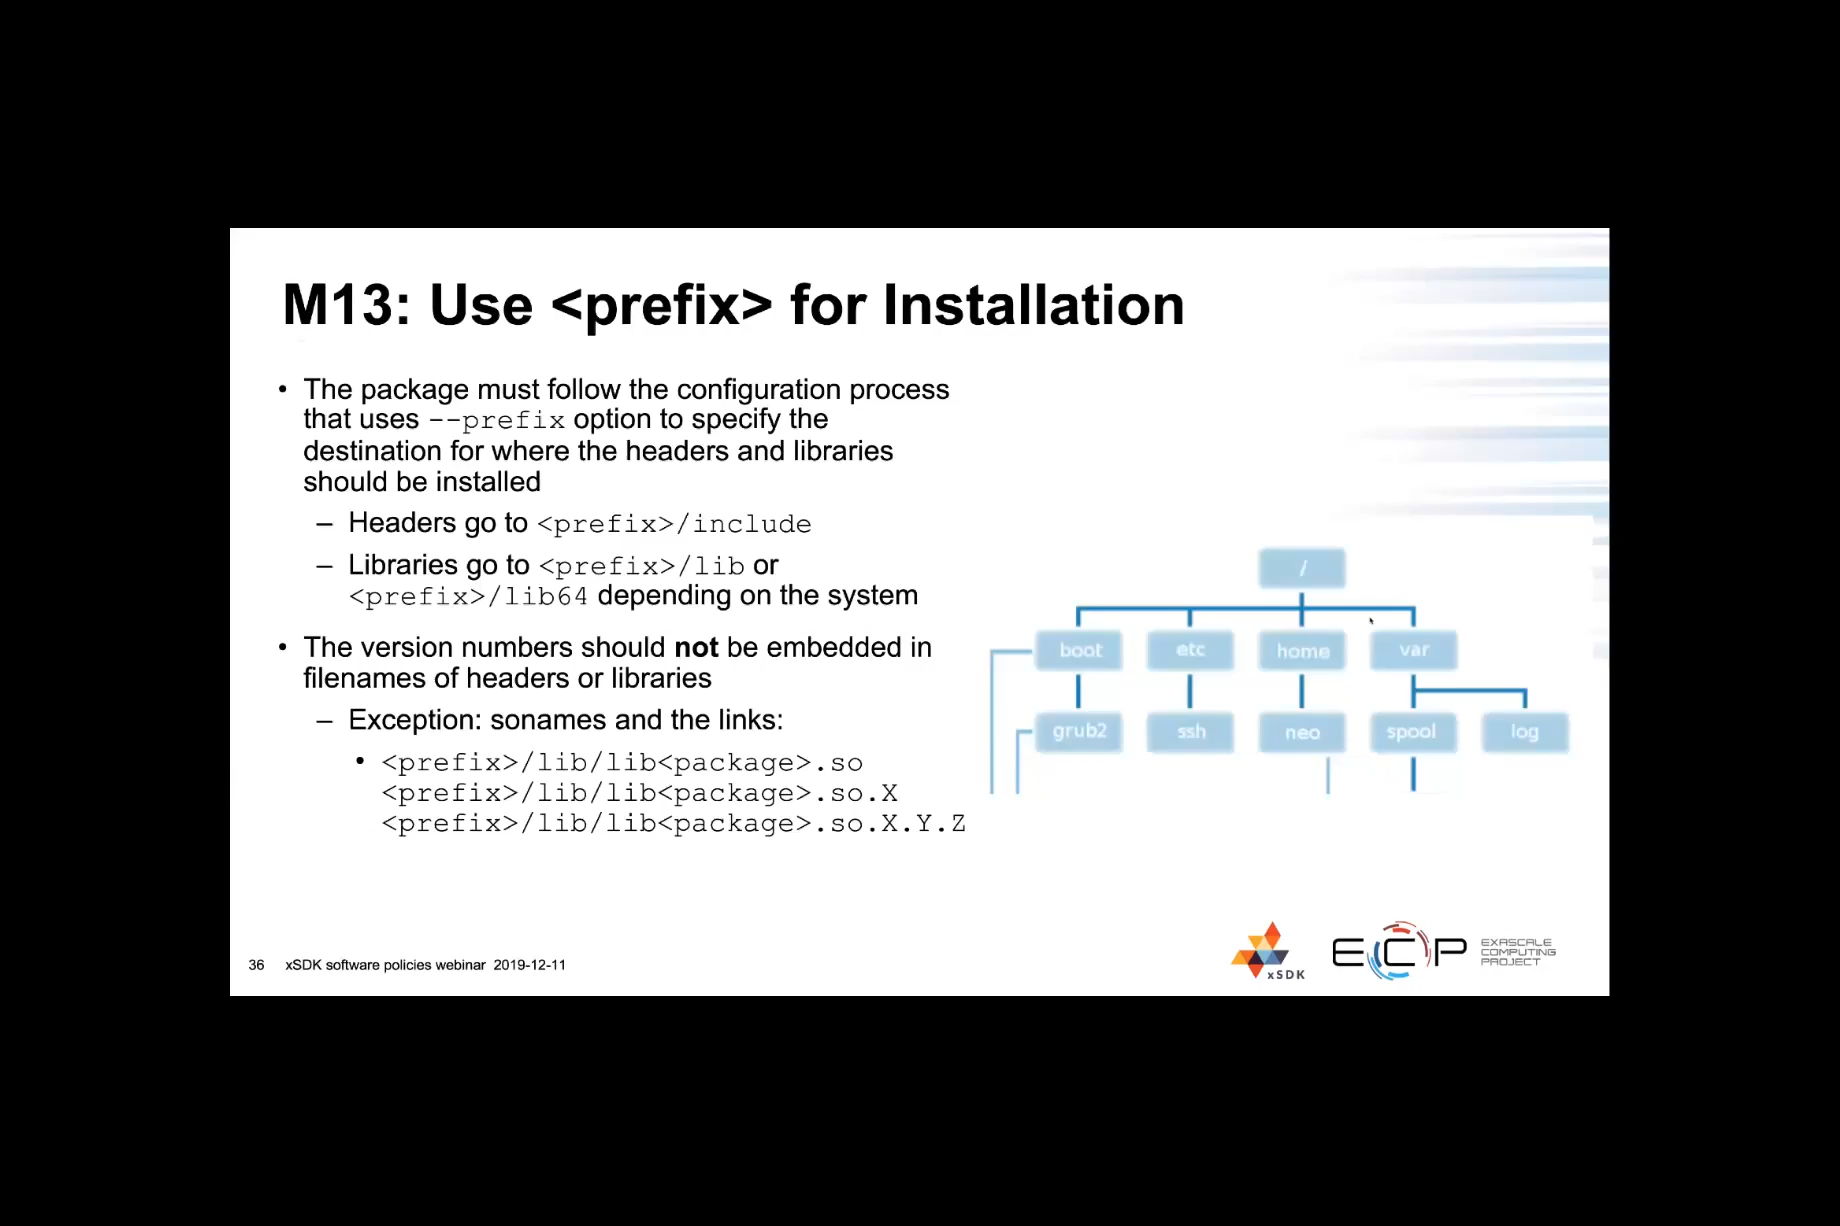 M13: Use <prefix> for Installation
• The package must follow the configuration process
that uses --prefix option to specify the
destination for where the headers and libraries
should be installed
– Headers go to <prefix>/include
– Libraries go to <prefix>/lib or
<prefix>/lib64 depending on the system
• The version numbers should not be embedded in
filenames of headers or libraries
– Exception: sonames and the links:
• <prefix>/lib/lib<package>.so
<prefix>/lib/lib<package>.so.X
<prefix>/lib/lib<package>.so.X.Y.Z
/
boot etc home var
grub2 ssh neo spool log
36 xSDK software policies webinar 2019-12-11
xSDK
ECP
EXASCALE
COMPUTING
PROJECT